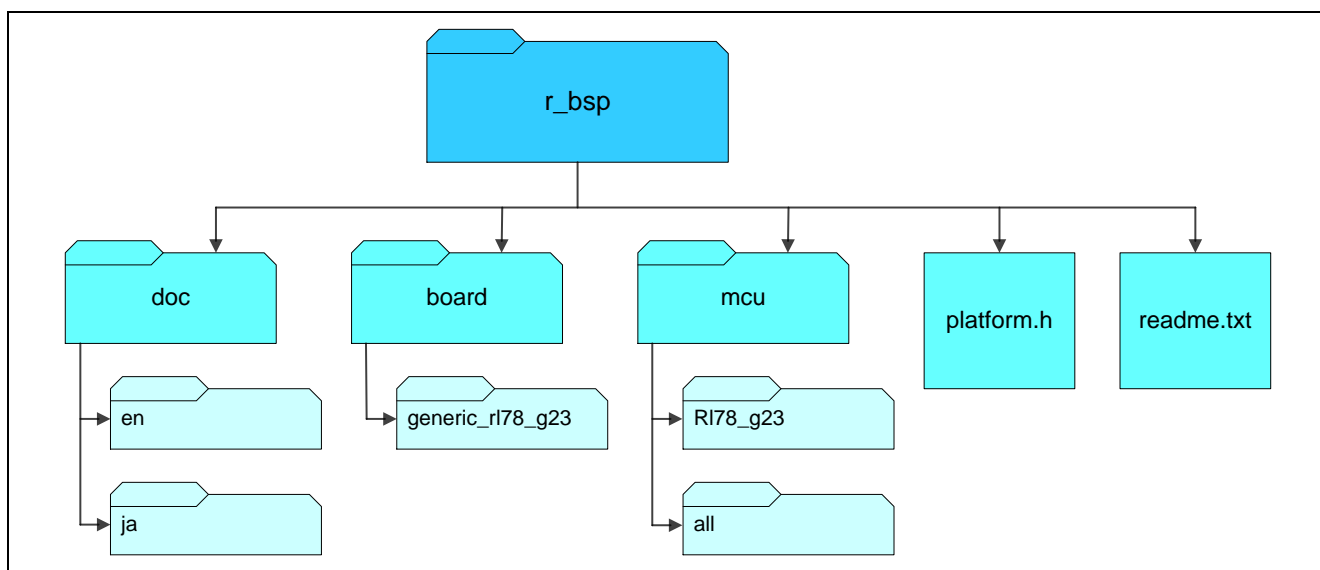 r_bsp
doc
board
mcu
platform.h
readme.txt
en
generic_rl78_g23
Rl78_g23
ja
all